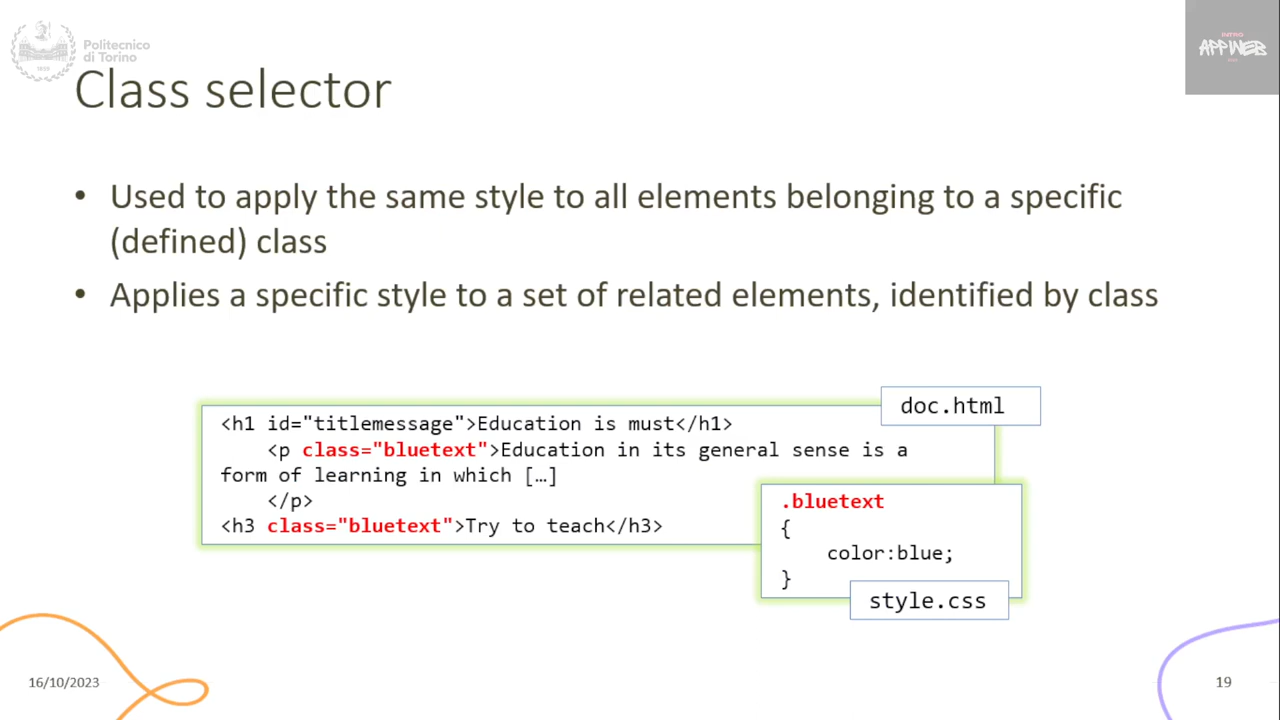 Politecnico
di Torino
INTRO
APPWEB
Class selector
• Used to apply the same style to all elements belonging to a specific
(defined) class
• Applies a specific style to a set of related elements, identified by class
doc.html
<h1 id="titlemessage">Education is must</h1>
<p class="bluetext">Education in its general sense is a
form of learning in which […]
</p>
<h3 class="bluetext">Try to teach</h3>
.bluetext
{
color:blue;
}
style.css
16/10/2023
19